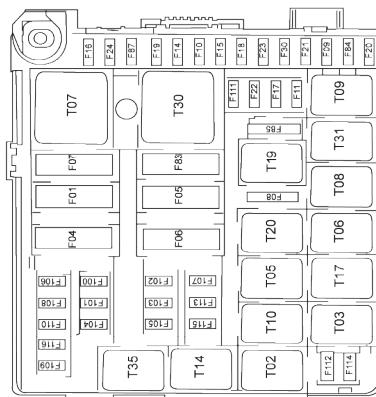 F16 F24 F87 F19 F14 F10 F15 F18 F23 F30 F21 F09 F84 F20
T07 T30 F111 F22 F17 F11 T09
F85
T31
F07 F83 T19
T08
F01 F05 F08
F04 F06 T20 T06
F106 F100 F102 F107 T05 T17
F108 F101 F103 F113
F110 F104 F105 F115 T10 T03
F116
F109 T35 T14 T02 F112 F114